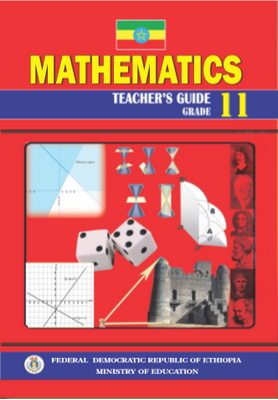 MATHEMATICS
TEACHER'S GUIDE
GRADE 11
B
A
FEDERAL DEMOCRATIC REPUBLIC OF ETHIOPIA
MINISTRY OF EDUCATION